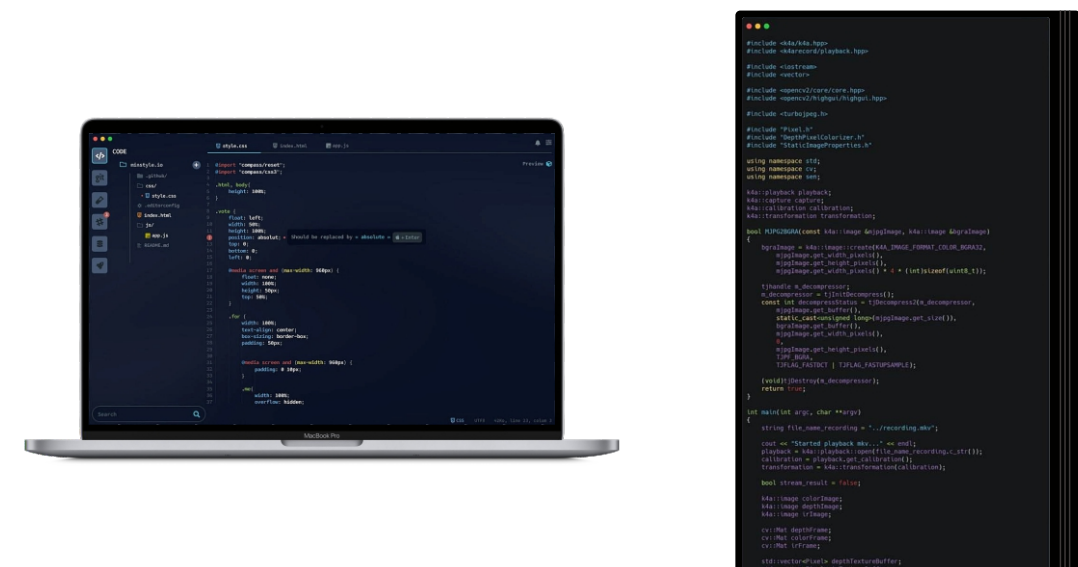 CODE
style.css
index.html
app.js
minstyle.io
Preview
.github/
css/
style.css
.editorconfig
index.html
js/
app.js
README.md
@import "compass/reset";
@import "compass/css3";
.html, body{
height: 100%;
}
.vote {
float: left;
width: 50%;
height: 100%;
position: absolut;
Should be replaced by = absolute =
Enter
top: 0;
bottom: 0;
left: 0;
@media screen and (max-width: 960px) {
float: none;
width: 100%;
height: 50px;
top: 50%;
}
.for {
width: 100%;
text-align: center;
box-sizing: border-box;
padding: 50px;
@media screen and (max-width: 960px) {
padding: 0 10px;
}
.me{
width: 100%;
overflow: hidden;
Search
CSS
MacBook Pro
#include <k4a/k4a.hpp>
#include <k4arecord/playback.hpp>
#include <iostream>
#include <vector>
#include <opencv2/core/core.hpp>
#include <opencv2/highgui/highgui.hpp>
#include <turbojpeg.h>
#include "Pixel.h"
#include "DepthPixelColorizer.h"
#include "StaticImageProperties.h"
using namespace std;
using namespace cv;
using namespace sen;
k4a::playback playback;
k4a::capture capture;
k4a::calibration calibration;
k4a::transformation transformation;
bool MJPG2BGRA(const k4a::image &mjpgImage, k4a::image &bgraImage)
{
bgraImage = k4a::image::create(K4A_IMAGE_FORMAT_COLOR_BGRA32,
mjpgImage.get_width_pixels(),
mjpgImage.get_height_pixels(),
mjpgImage.get_width_pixels() * 4 * (int)sizeof(uint8_t));
tjhandle m_decompressor;
m_decompressor = tjInitDecompress();
const int decompressStatus = tjDecompress2(m_decompressor,
mjpgImage.get_buffer(),
static_cast<unsigned long>(mjpgImage.get_size()),
bgraImage.get_buffer(),
mjpgImage.get_width_pixels(),
0,
mjpgImage.get_height_pixels(),
TJPF_BGRA,
TJFLAG_FASTDCT | TJFLAG_FASTUPSAMPLE);
(void)tjDestroy(m_decompressor);
return true;
}
int main(int argc, char **argv)
{
string file_name_recording = "../recording.mkv";
cout << "Started playback mkv..." << endl;
playback = k4a::playback::open(file_name_recording.c_str());
calibration = playback.get_calibration();
transformation = k4a::transformation(calibration);
bool stream_result = false;
k4a::image colorImage;
k4a::image depthImage;
k4a::image irImage;
cv::Mat depthFrame;
cv::Mat colorFrame;
cv::Mat irFrame;
std::vector<Pixel> depthTextureBuffer;